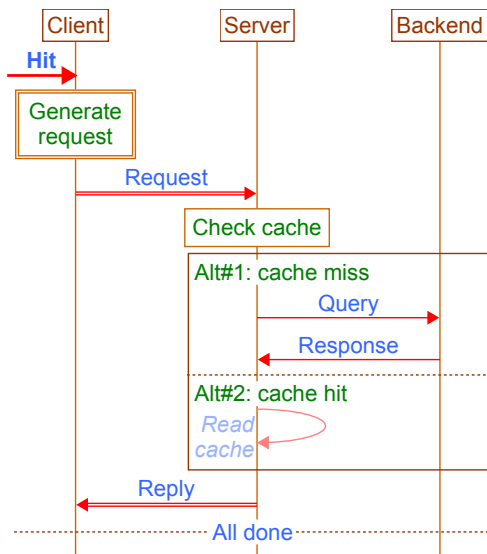 Client Server Backend
Hit
Generate
request
Request
Check cache
Alt#1: cache miss
Query
Response
Alt#2: cache hit
Read
cache
Reply
All done